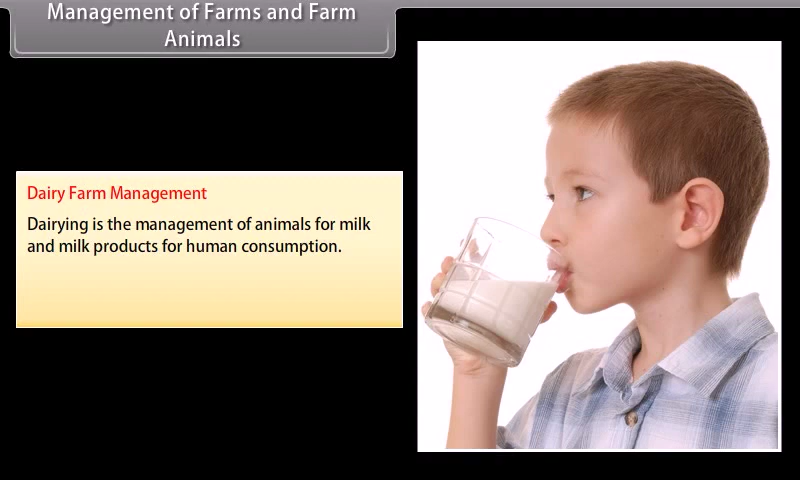 Management of Farms and Farm
Animals
Dairy Farm Management
Dairying is the management of animals for milk
and milk products for human consumption.